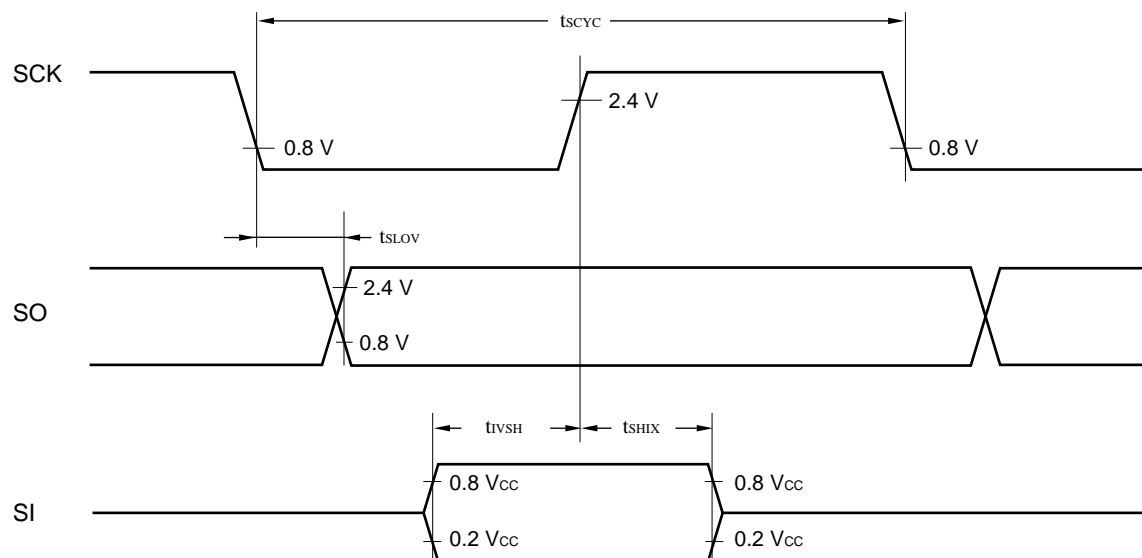 tSCYC
SCK
2.4 V
0.8 V
0.8 V
tSLOV
2.4 V
SO
0.8 V
tIVSH
tSHIX
0.8 VCC
0.8 VCC
SI
0.2 VCC
0.2 VCC